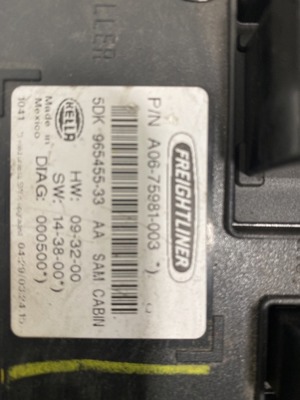 FREIGHTLINER
P/N A06-75981-003 *)
5DK 965455-33 AA SAM CABIN
HELLA
HW: 09-32-00
SW: 14-38-00*)
Made in
Mexico
DIAG: 000500*)